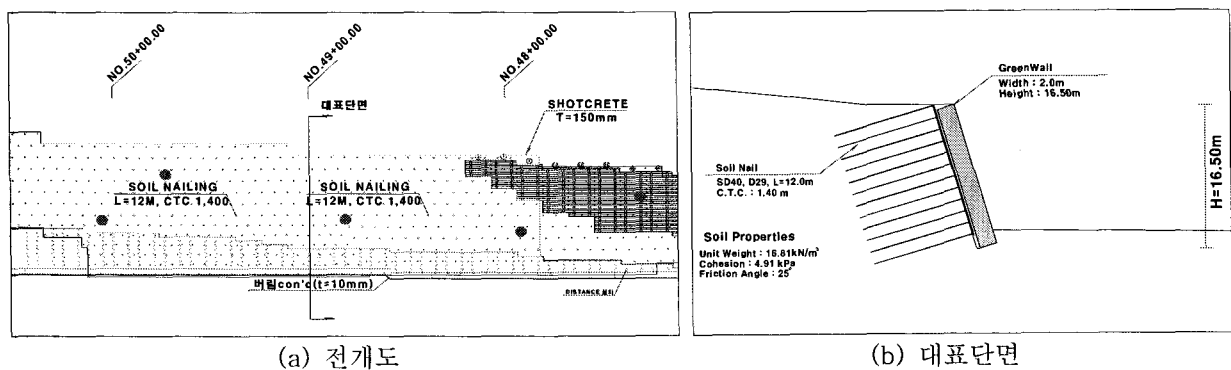 NO.50+00.00
NO.49+00.00
NO.48+00.00
대표단면
SHOTCRETE
T=150mm
SOIL NAILING
L=12M, CTC 1,400
SOIL NAILING
L=12M, CTC 1,400
버림con'c(t=10mm)
(a) 전개도
GreenWall
Width : 2.0m
Height : 16.50m
Soil Nail
SD40, D29, L=12.0m
C.T.C. : 1.40 m
H=16.50m
Soil Properties
Unit Weight : 16.81kN/m³
Cohesion : 4.91 kPa
Friction Angle : 25°
(b) 대표단면